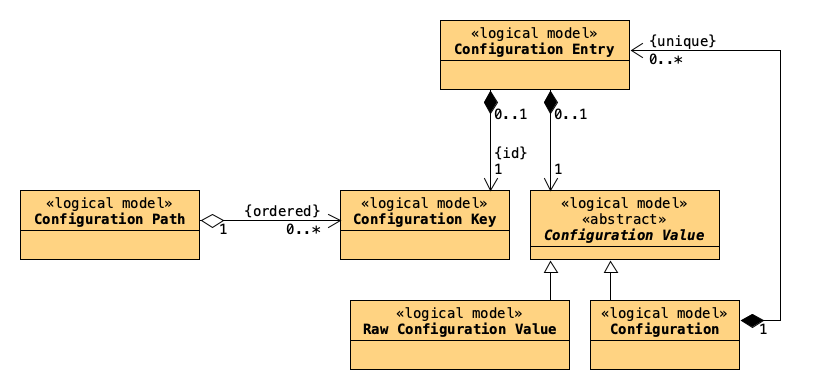 «logical model»
Configuration Entry
{unique}
0..*
0..1
0..1
{id}
1
1
«logical model»
Configuration Path
1
{ordered}
0..*
«logical model»
Configuration Key
«logical model»
«abstract»
Configuration Value
«logical model»
Raw Configuration Value
«logical model»
Configuration
1